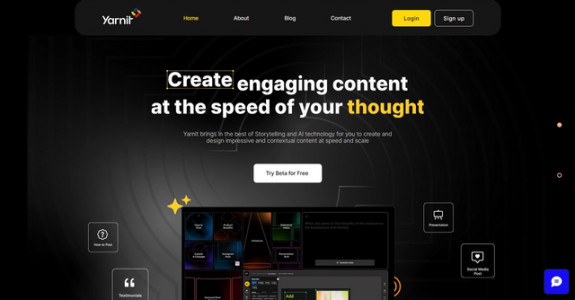 Yarnit
Home
About
Blog
Contact
Login
Sign up
Create engaging content
at the speed of your thought
Yarnit brings in the best of Storytelling and AI technology for you to create and
design impressive and contextual content at speed and scale
Try Beta for Free
How to Post
Presentation
Social Media
Post
Testimonials
Add